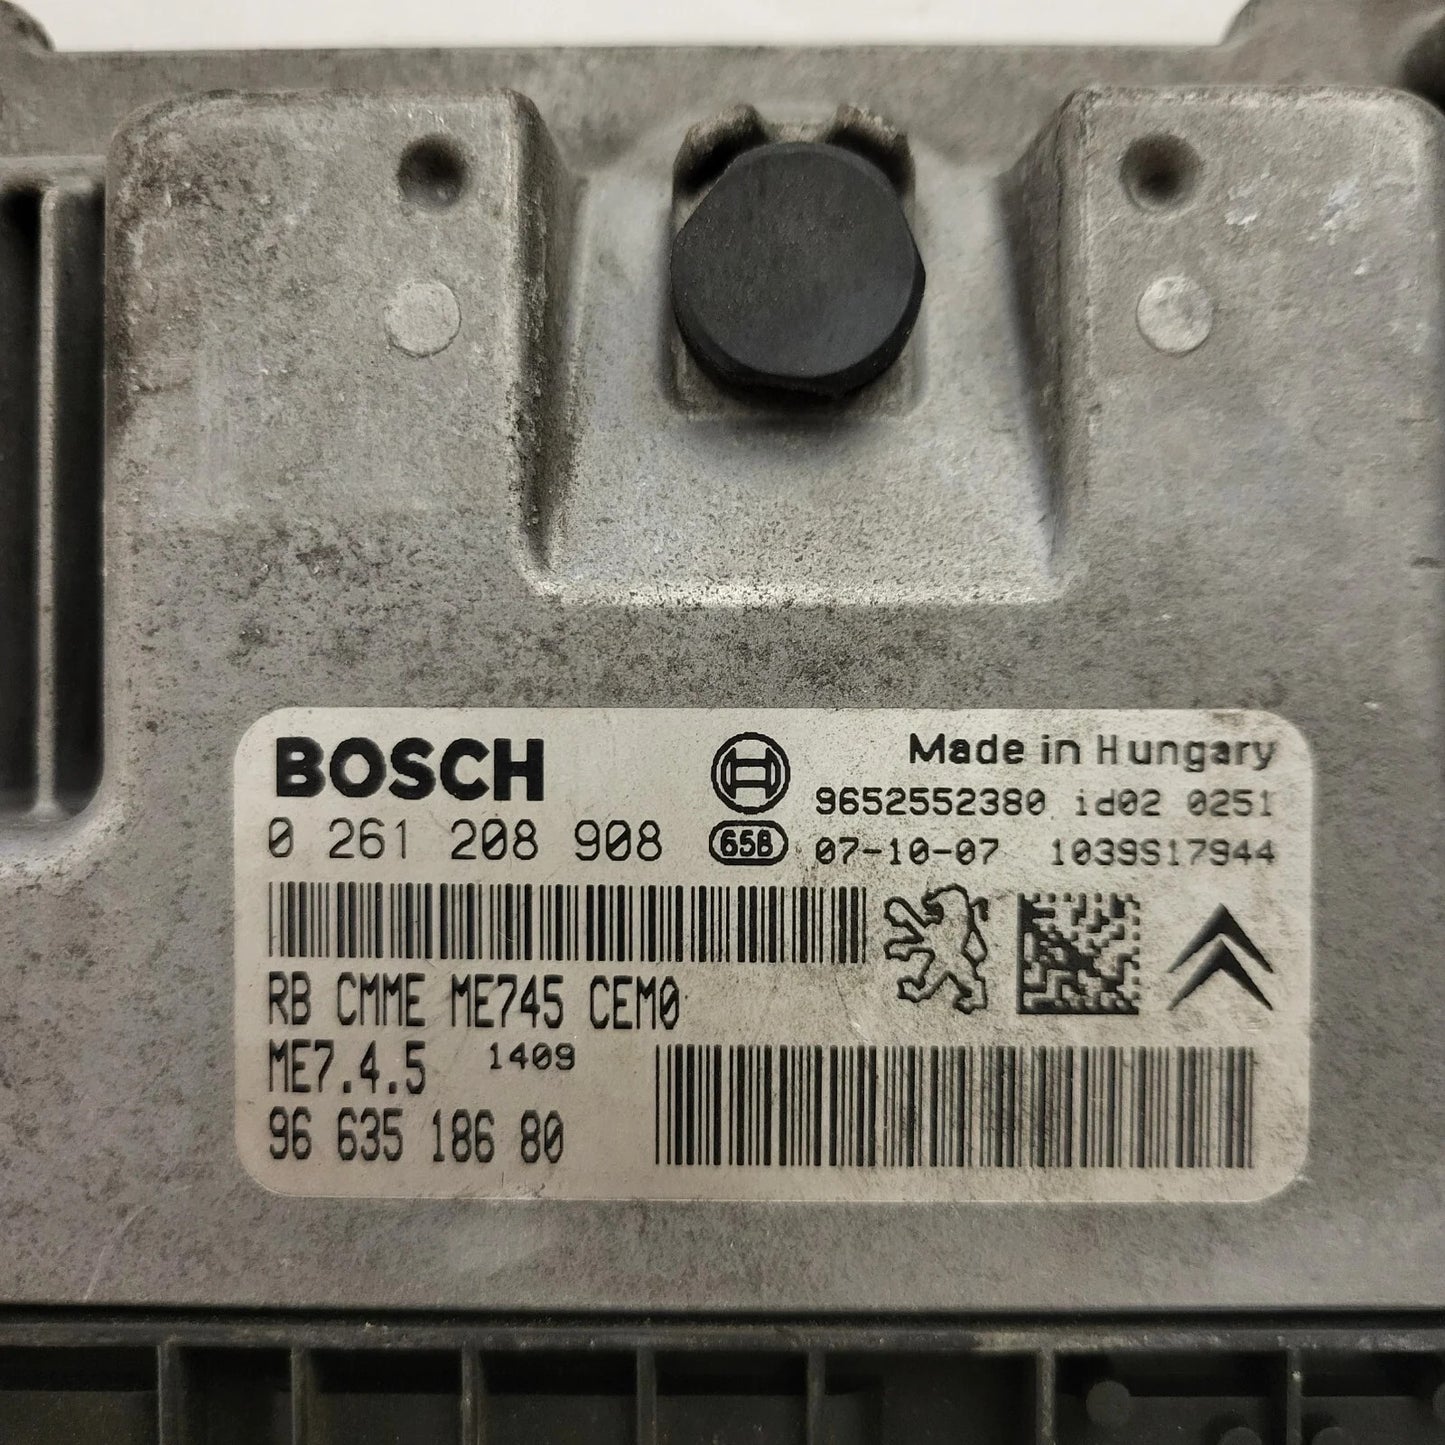 BOSCH
Made in Hungary
9652552380 id02 0251
0 261 208 908
65B
07-10-07 1039S17944
RB CMME ME745 CEM0
ME7.4.5 1409
96 635 186 80